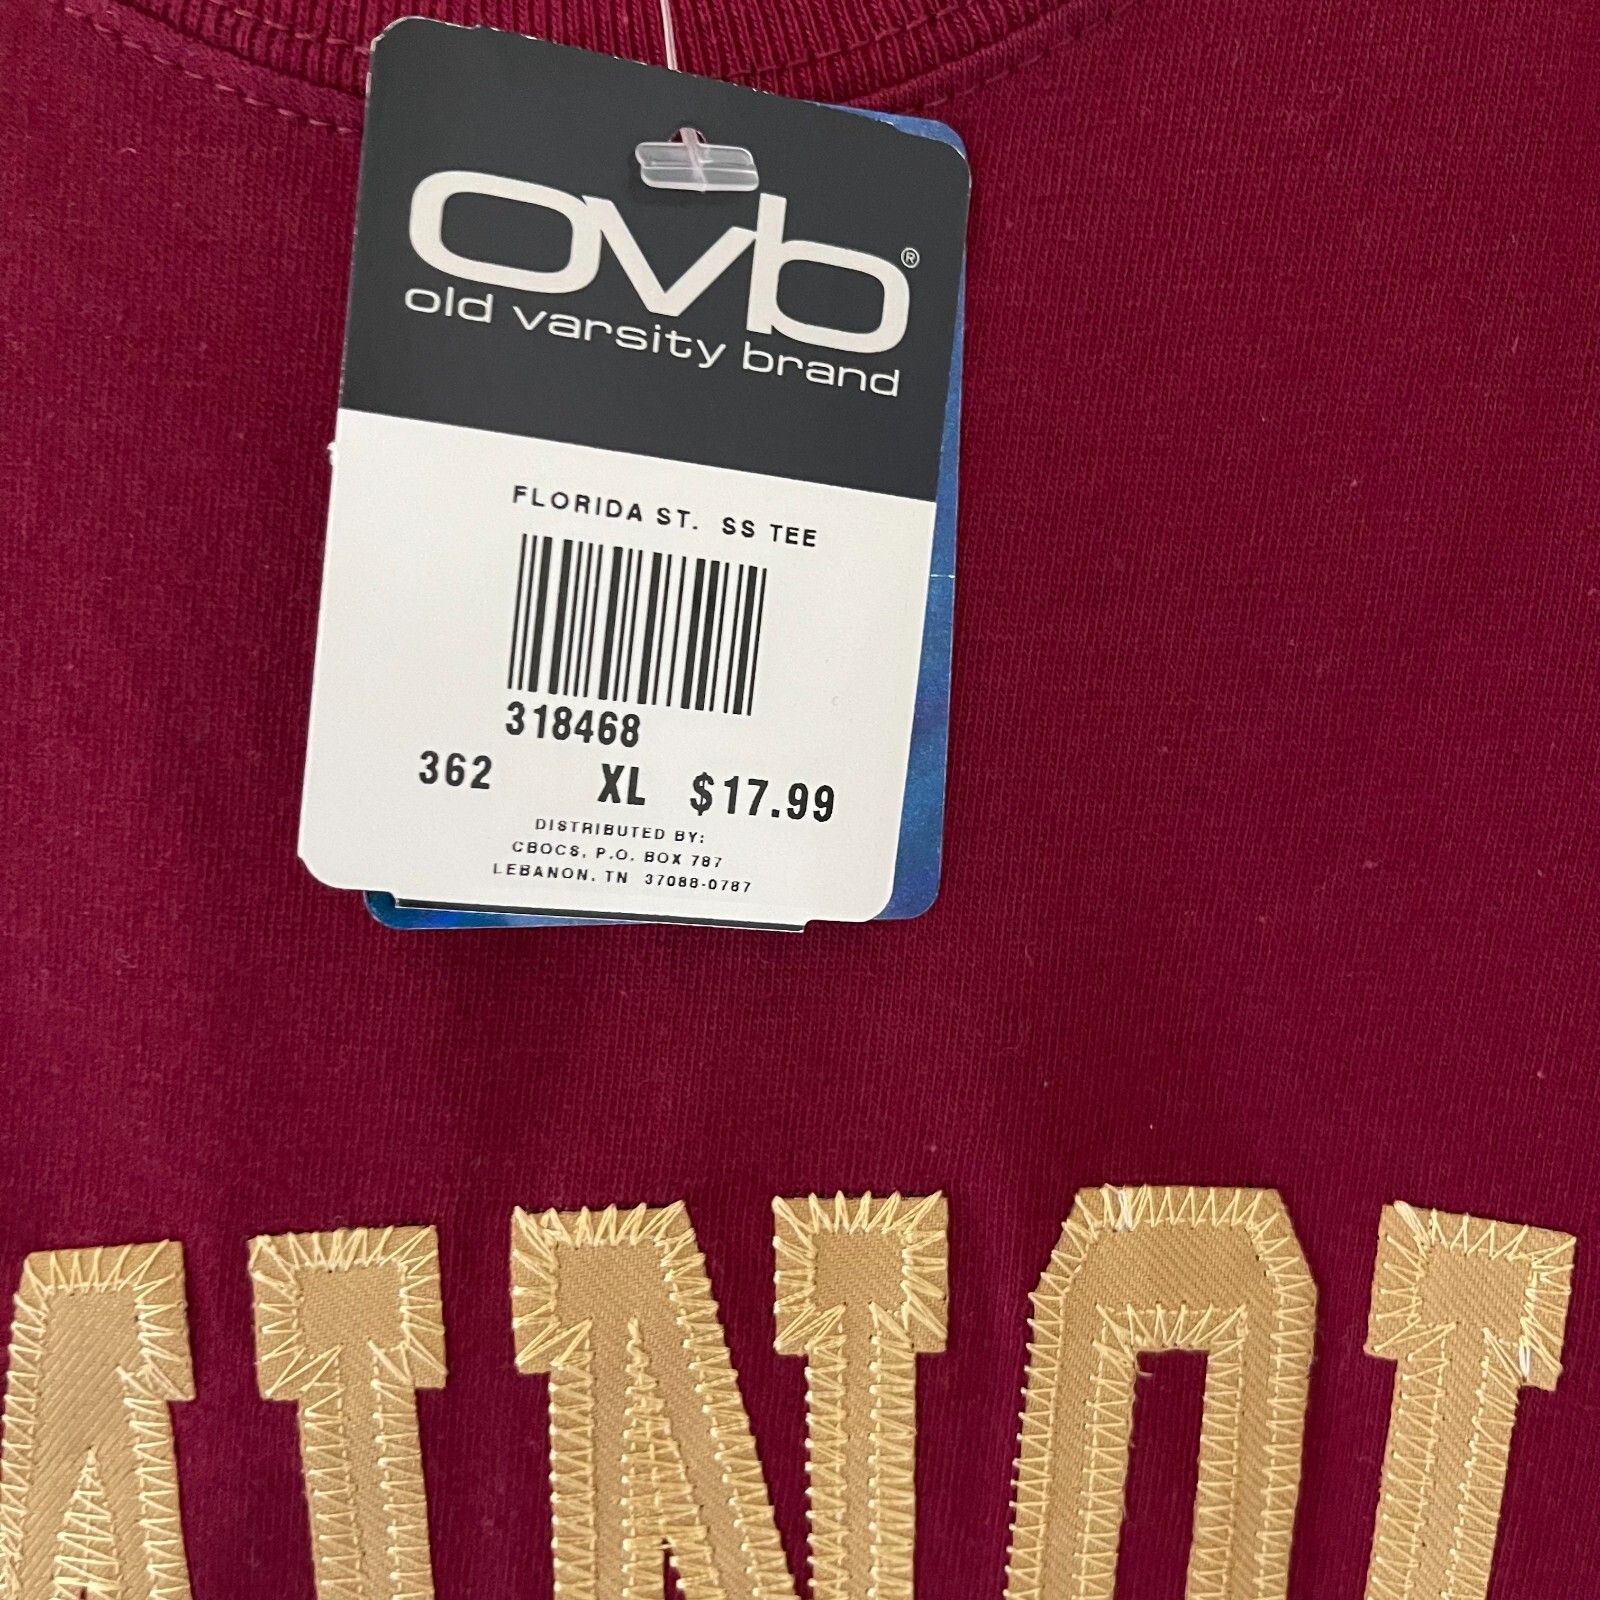 ovb®
old varsity brand
FLORIDA ST. SS TEE
318468
362 XL $17.99
DISTRIBUTED BY:
CBOCS, P.O. BOX 787
LEBANON, TN 37088-0787